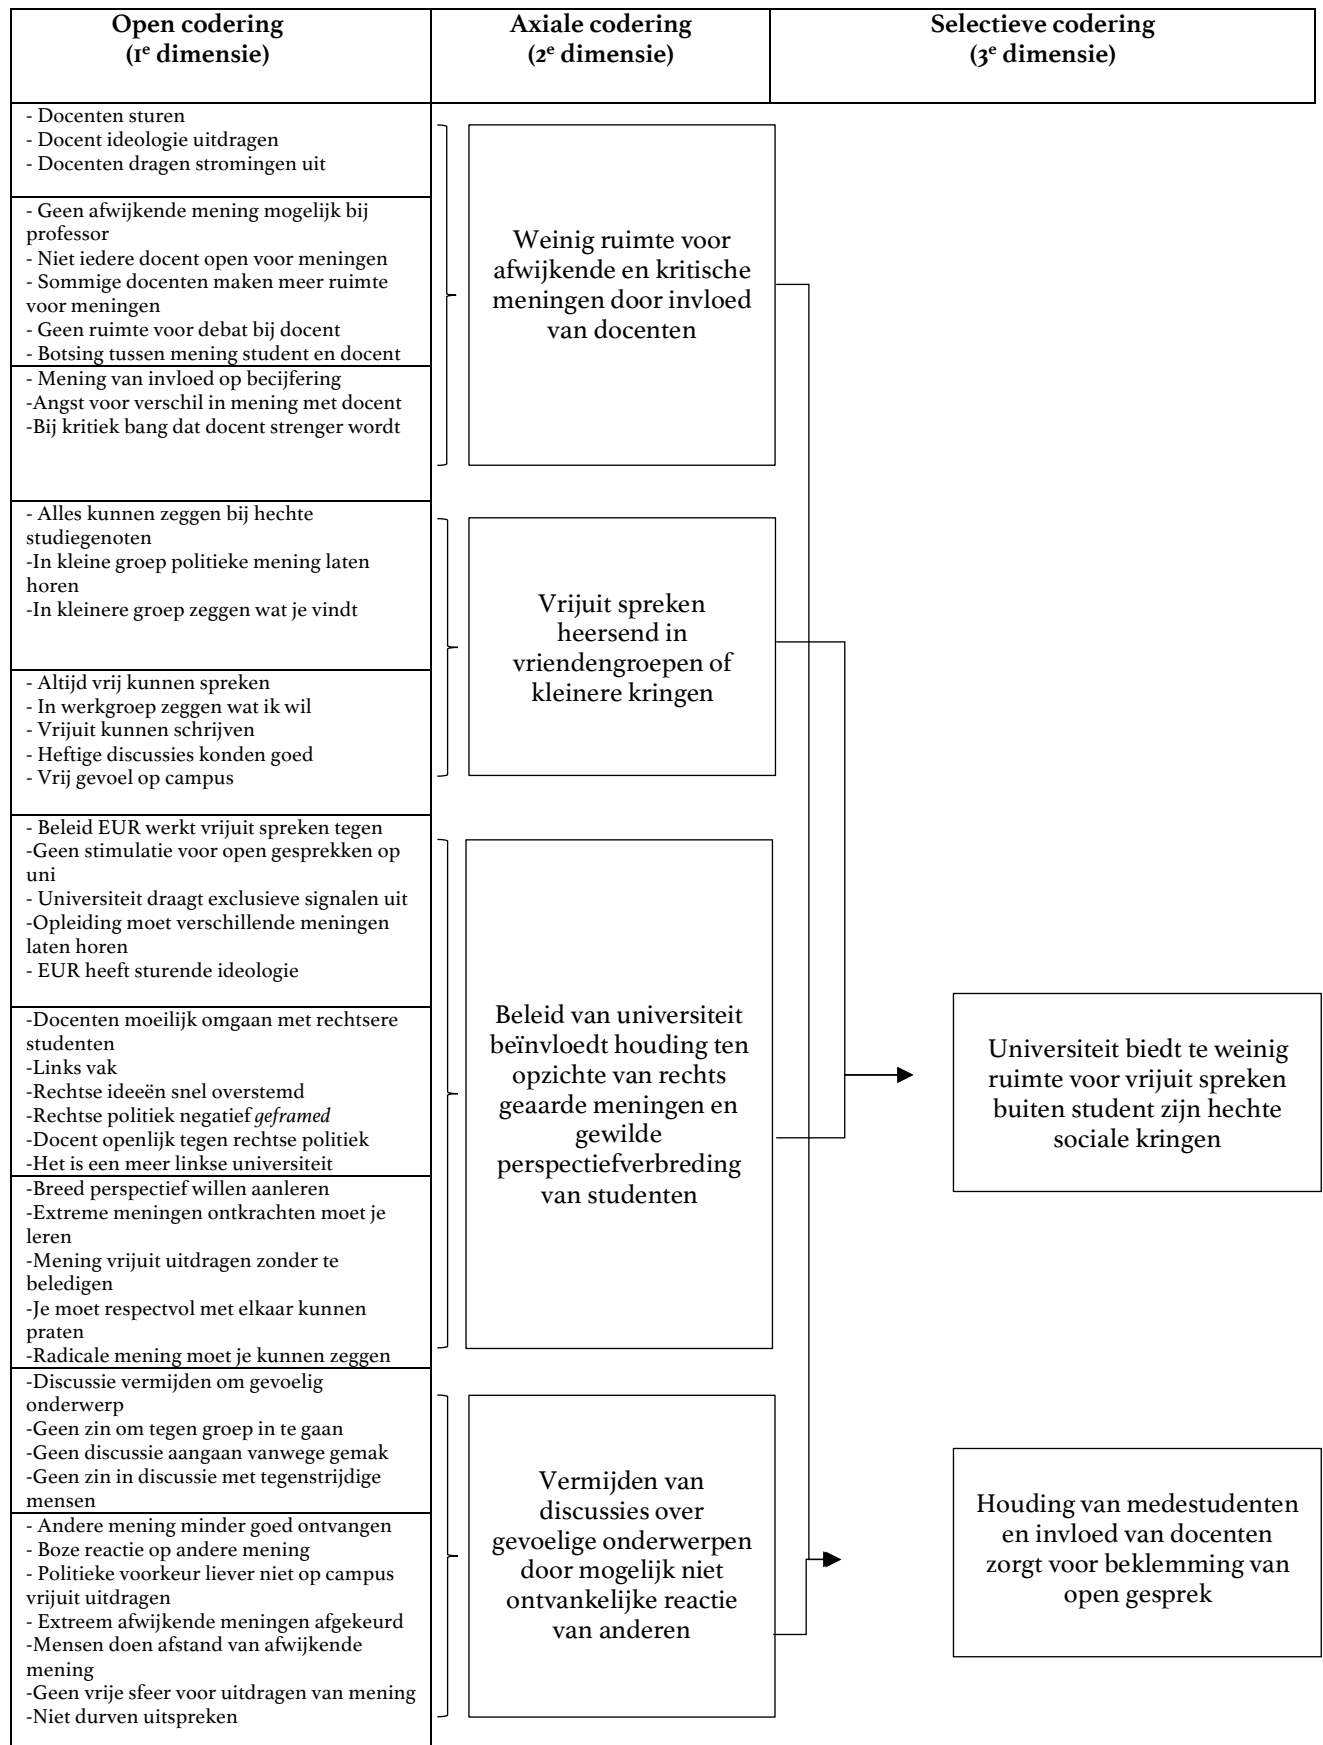 Open codering
(1e dimensie)
Axiale codering
(2e dimensie)
Selectieve codering
(3e dimensie)
- Docenten sturen
- Docent ideologie uitdragen
- Docenten dragen stromingen uit
- Geen afwijkende mening mogelijk bij
professor
- Niet iedere docent open voor meningen
- Sommige docenten maken meer ruimte
voor meningen
- Geen ruimte voor debat bij docent
- Botsing tussen mening student en docent
- Mening van invloed op becijfering
-Angst voor verschil in mening met docent
-Bij kritiek bang dat docent strenger wordt
Weinig ruimte voor
afwijkende en kritische
meningen door invloed
van docenten
- Alles kunnen zeggen bij hechte
studiegenoten
-In kleine groep politieke mening laten
horen
-In kleinere groep zeggen wat je vindt
- Altijd vrij kunnen spreken
- In werkgroep zeggen wat ik wil
- Vrijuit kunnen schrijven
- Heftige discussies konden goed
- Vrij gevoel op campus
Vrijuit spreken
heersend in
vriendengroepen of
kleinere kringen
- Beleid EUR werkt vrijuit spreken tegen
-Geen stimulatie voor open gesprekken op
uni
- Universiteit draagt exclusieve signalen uit
-Opleiding moet verschillende meningen
laten horen
- EUR heeft sturende ideologie
-Docenten moeilijk omgaan met rechtsere
studenten
-Links vak
-Rechtse ideeën snel overstemd
-Rechtse politiek negatief geframed
-Docent openlijk tegen rechtse politiek
-Het is een meer linkse universiteit
-Breed perspectief willen aanleren
-Extreme meningen ontkrachten moet je
leren
-Mening vrijuit uitdragen zonder te
beledigen
-Je moet respectvol met elkaar kunnen
praten
-Radicale mening moet je kunnen zeggen
Beleid van universiteit
beïnvloedt houding ten
opzichte van rechts
geaarde meningen en
gewilde
perspectiefverbreding
van studenten
Universiteit biedt te weinig
ruimte voor vrijuit spreken
buiten student zijn hechte
sociale kringen
-Discussie vermijden om gevoelig
onderwerp
-Geen zin om tegen groep in te gaan
-Geen discussie aangaan vanwege gemak
-Geen zin in discussie met tegenstrijdige
mensen
- Andere mening minder goed ontvangen
- Boze reactie op andere mening
- Politieke voorkeur liever niet op campus
vrijuit uitdragen
- Extreem afwijkende meningen afgekeurd
-Mensen doen afstand van afwijkende
mening
-Geen vrije sfeer voor uitdragen van mening
-Niet durven uitspreken
Vermijden van
discussies over
gevoelige onderwerpen
door mogelijk niet
ontvankelijke reactie
van anderen
Houding van medestudenten
en invloed van docenten
zorgt voor beklemming van
open gesprek